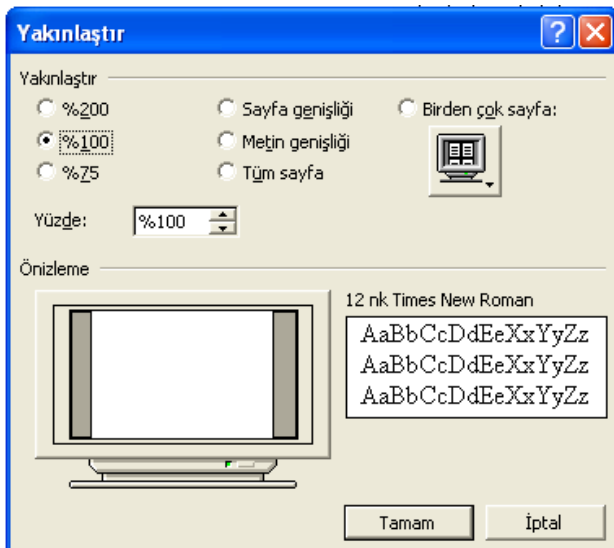 Yakınlaştır
Yakınlaştır
%200
Sayfa genişliği
Birden çok sayfa:
%100
Metin genişliği
%75
Tüm sayfa
Yüzde: %100
Önizleme
12 nk Times New Roman
AaBbCcDdEeXxYyZz
AaBbCcDdEeXxYyZz
AaBbCcDdEeXxYyZz
Tamam
İptal